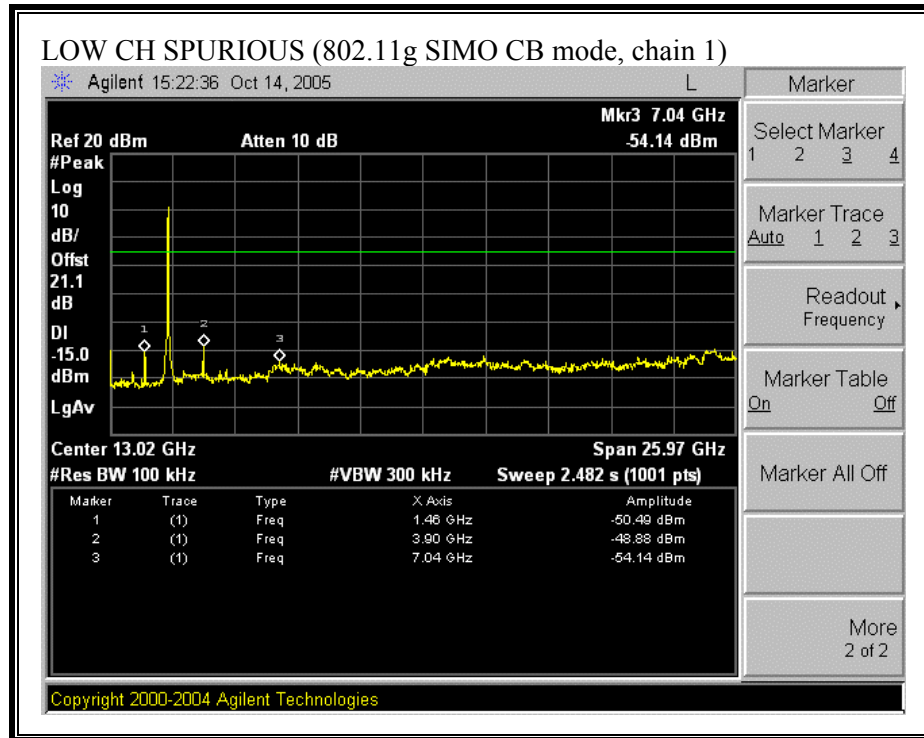 LOW CH SPURIOUS (802.11g SIMO CB mode, chain 1)
Agilent 15:22:36 Oct 14, 2005 L
Mkr3 7.04 GHz
Ref 20 dBm Atten 10 dB -54.14 dBm
#Peak
Log
10
dB/
Offst
21.1
dB
DI
-15.0
dBm
LgAv
1
2
3
Center 13.02 GHz Span 25.97 GHz
#Res BW 100 kHz #VBW 300 kHz Sweep 2.482 s (1001 pts)
Marker Trace Type X Axis Amplitude
1 (1) Freq 1.46 GHz -50.49 dBm
2 (1) Freq 3.90 GHz -48.88 dBm
3 (1) Freq 7.04 GHz -54.14 dBm
Copyright 2000-2004 Agilent Technologies
Marker
Select Marker
1 2 3 4
Marker Trace
Auto 1 2 3
Readout
Frequency
Marker Table
On Off
Marker All Off
More
2 of 2